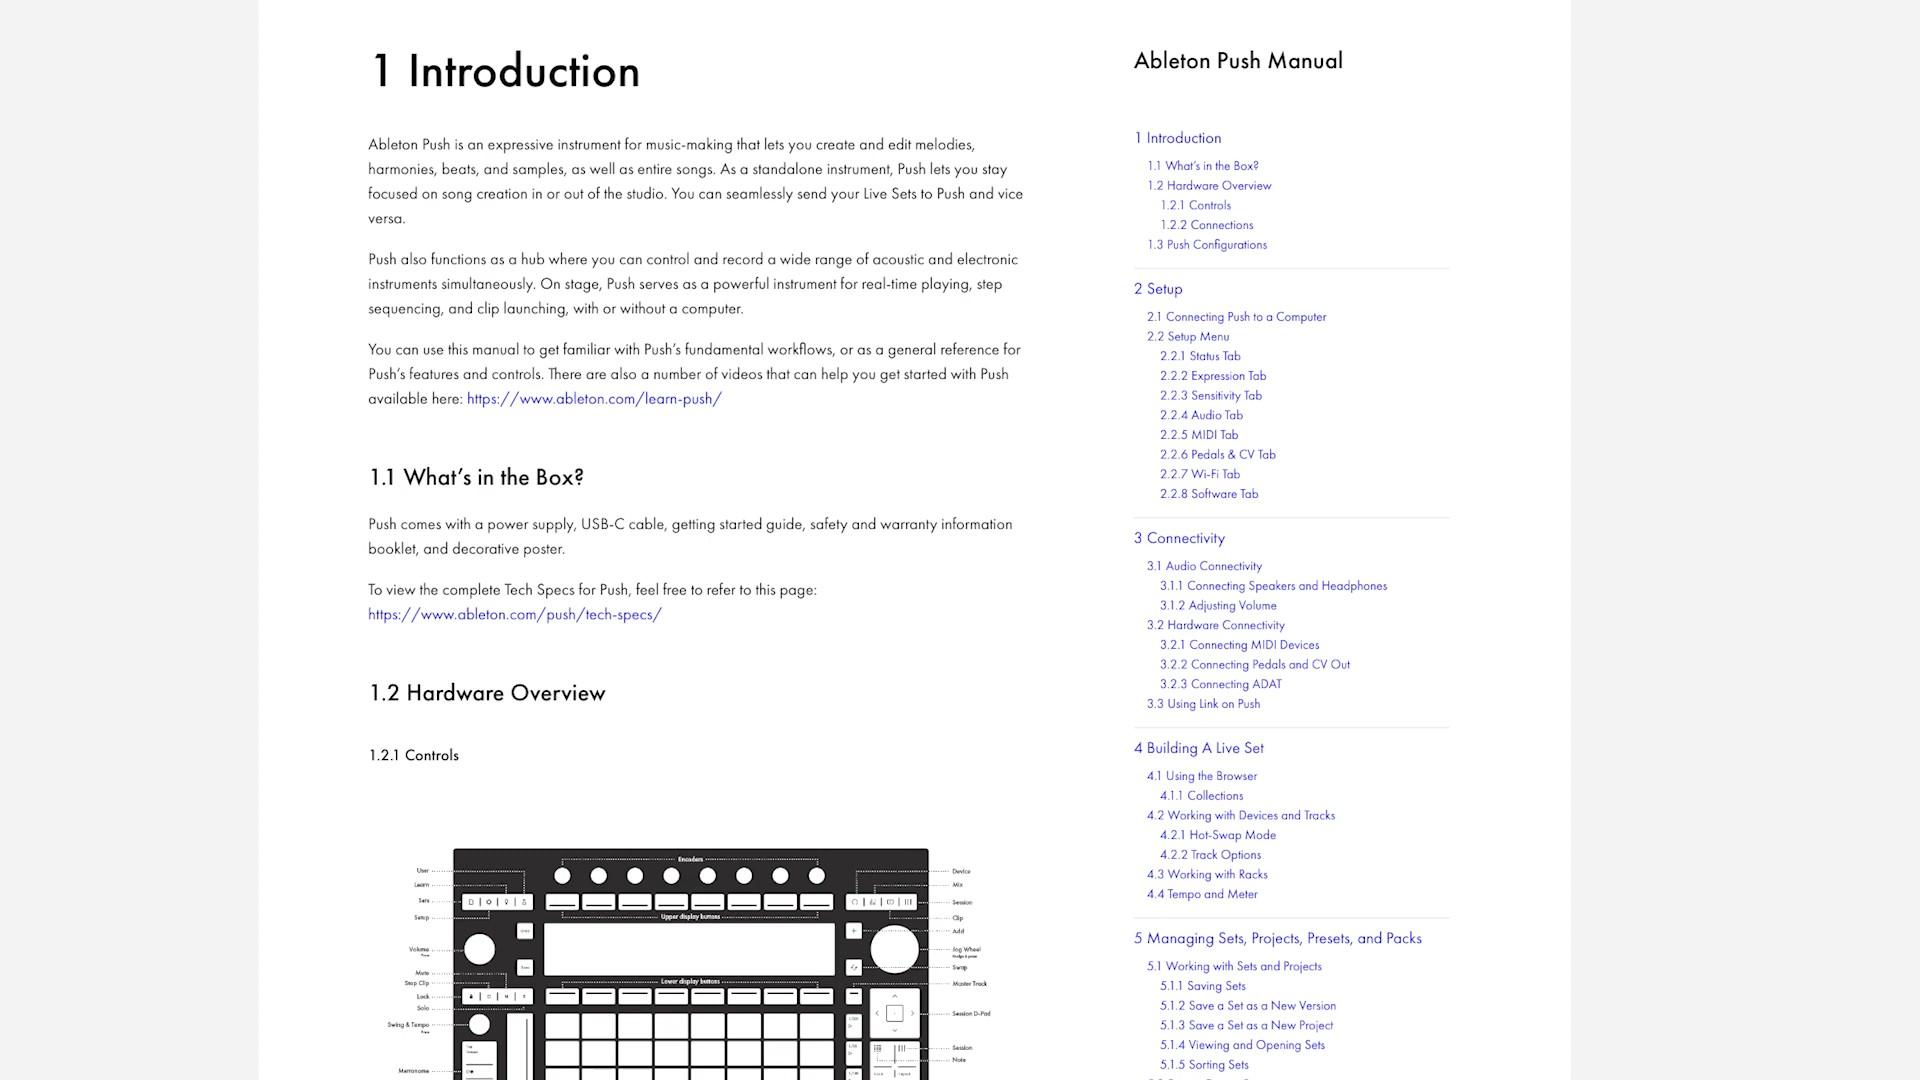 1 Introduction
Ableton Push is an expressive instrument for music-making that lets you create and edit melodies,
harmonies, beats, and samples, as well as entire songs. As a standalone instrument, Push lets you stay
focused on song creation in or out of the studio. You can seamlessly send your Live Sets to Push and vice
versa.
Push also functions as a hub where you can control and record a wide range of acoustic and electronic
instruments simultaneously. On stage, Push serves as a powerful instrument for real-time playing, step
sequencing, and clip launching, with or without a computer.
You can use this manual to get familiar with Push’s fundamental workflows, or as a general reference for
Push’s features and controls. There are also a number of videos that can help you get started with Push
available here: https://www.ableton.com/learn-push/
1.1 What’s in the Box?
Push comes with a power supply, USB-C cable, getting started guide, safety and warranty information
booklet, and decorative poster.
To view the complete Tech Specs for Push, feel free to refer to this page:
https://www.ableton.com/push/tech-specs/
1.2 Hardware Overview
1.2.1 Controls
Encoders
User
Learn
Sets
Setup
Upper display buttons
Volume
Mute
Stop Clip
Lock
Solo
Swing & Tempo
Metronome
Lower display buttons
Device
Mix
Session
Clip
Add
Jog Wheel
Swap
Master Track
Session D-Pad
Session
Note
Ableton Push Manual
1 Introduction
1.1 What’s in the Box?
1.2 Hardware Overview
1.2.1 Controls
1.2.2 Connections
1.3 Push Configurations
2 Setup
2.1 Connecting Push to a Computer
2.2 Setup Menu
2.2.1 Status Tab
2.2.2 Expression Tab
2.2.3 Sensitivity Tab
2.2.4 Audio Tab
2.2.5 MIDI Tab
2.2.6 Pedals & CV Tab
2.2.7 Wi-Fi Tab
2.2.8 Software Tab
3 Connectivity
3.1 Audio Connectivity
3.1.1 Connecting Speakers and Headphones
3.1.2 Adjusting Volume
3.2 Hardware Connectivity
3.2.1 Connecting MIDI Devices
3.2.2 Connecting Pedals and CV Out
3.2.3 Connecting ADAT
3.3 Using Link on Push
4 Building A Live Set
4.1 Using the Browser
4.1.1 Collections
4.2 Working with Devices and Tracks
4.2.1 Hot-Swap Mode
4.2.2 Track Options
4.3 Working with Racks
4.4 Tempo and Meter
5 Managing Sets, Projects, Presets, and Packs
5.1 Working with Sets and Projects
5.1.1 Saving Sets
5.1.2 Save a Set as a New Version
5.1.3 Save a Set as a New Project
5.1.4 Viewing and Opening Sets
5.1.5 Sorting Sets